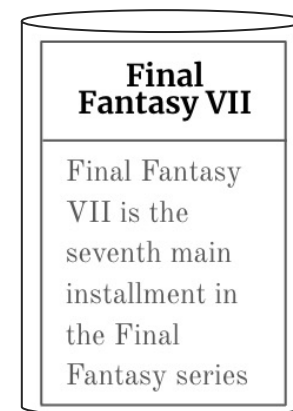 Final
Fantasy VII
Final Fantasy
VII is the
seventh main
installment in
the Final
Fantasy series